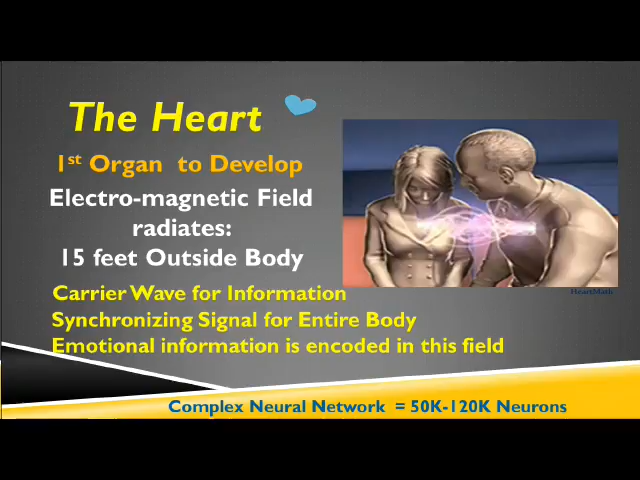 The Heart
1st Organ to Develop
Electro-magnetic Field
radiates:
15 feet Outside Body
Carrier Wave for Information
Synchronizing Signal for Entire Body
Emotional information is encoded in this field
HeartMath
Complex Neural Network = 50K-120K Neurons